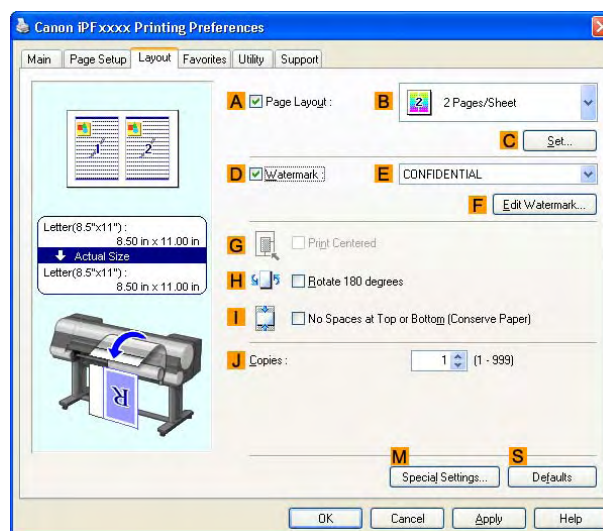 Canon iPFxxxx Printing Preferences
Main Page Setup Layout Favorites Utility Support
1 2
A Page Layout : B 2 2 Pages/Sheet
C Set...
D Watermark : E CONFIDENTIAL
F Edit Watermark...
Letter(8.5"x11") :
8.50 in x 11.00 in
Actual Size
Letter(8.5"x11") :
8.50 in x 11.00 in
G Print Centered
H Rotate 180 degrees
I No Spaces at Top or Bottom (Conserve Paper)
J Copies : 1 (1 - 999)
R
M S
Special Settings... Defaults
OK Cancel Apply Help